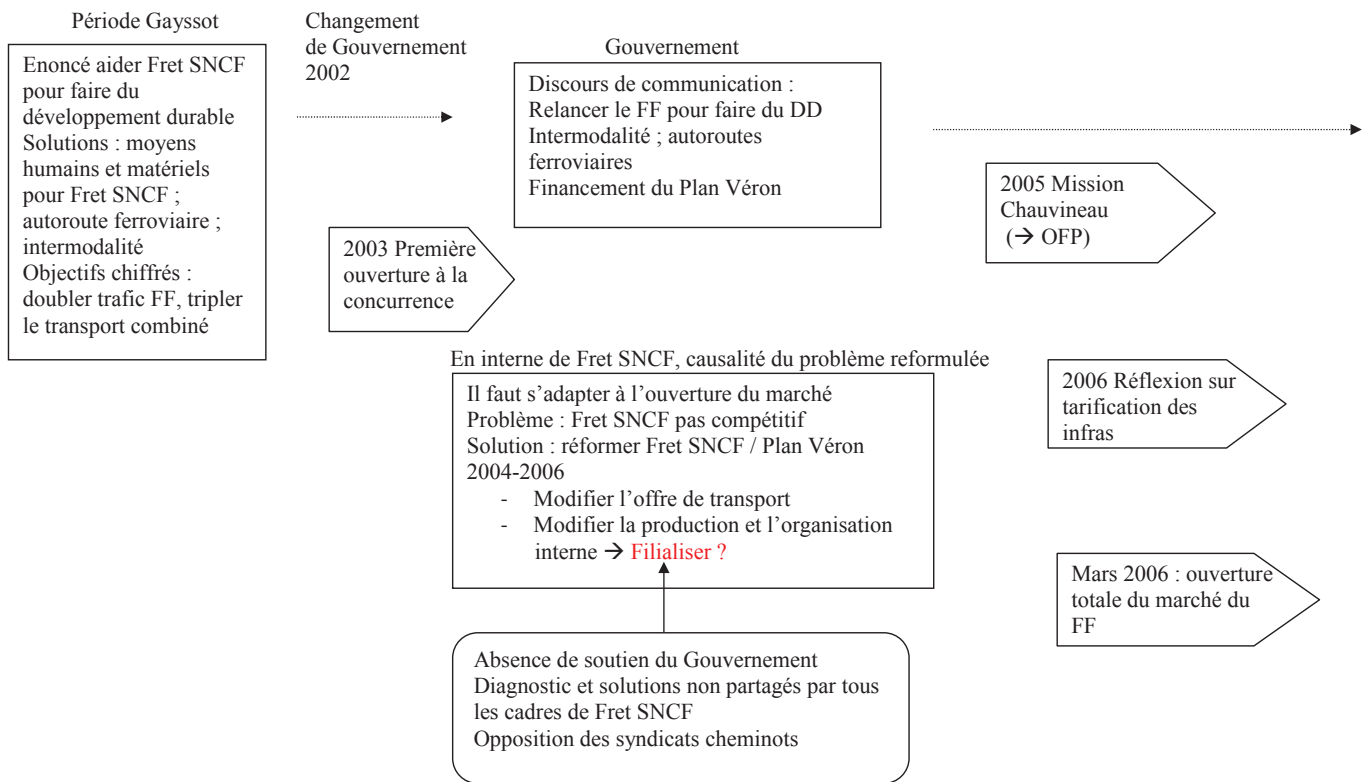 Période Gayssot
Enoncé aider Fret SNCF
pour faire du
développement durable
Solutions : moyens
humains et matériels
pour Fret SNCF ;
autoroute ferroviaire ;
intermodalité
Objectifs chiffrés :
doubler trafic FF, tripler
le transport combiné
Changement
de Gouvernement
2002
Gouvernement
Discours de communication :
Relancer le FF pour faire du DD
Intermodalité ; autoroutes
ferroviaires
Financement du Plan Véron
2003 Première
ouverture à la
concurrence
2005 Mission
Chauvineau
(→ OFP)
En interne de Fret SNCF, causalité du problème reformulée
Il faut s’adapter à l’ouverture du marché
Problème : Fret SNCF pas compétitif
Solution : réformer Fret SNCF / Plan Véron
2004-2006
- Modifier l’offre de transport
- Modifier la production et l’organisation
interne → Filialiser ?
2006 Réflexion sur
tarification des
infras
Mars 2006 : ouverture
totale du marché du
FF
Absence de soutien du Gouvernement
Diagnostic et solutions non partagés par tous
les cadres de Fret SNCF
Opposition des syndicats cheminots